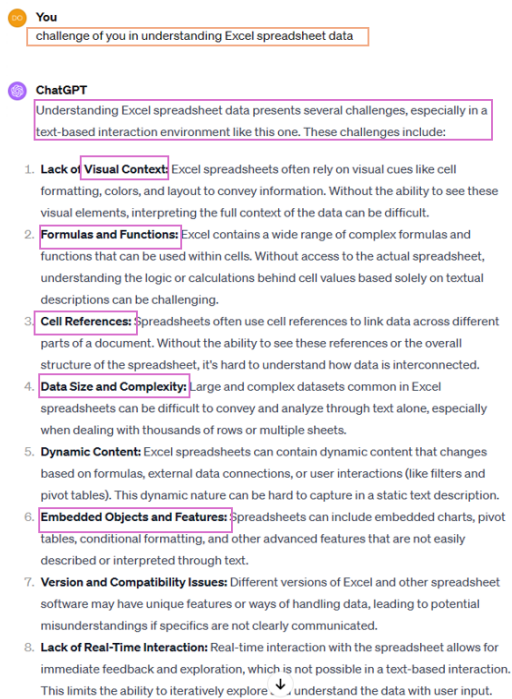 DO You
challenge of you in understanding Excel spreadsheet data
ChatGPT
Understanding Excel spreadsheet data presents several challenges, especially in a
text-based interaction environment like this one. These challenges include:
1. Lack of Visual Context: Excel spreadsheets often rely on visual cues like cell
formatting, colors, and layout to convey information. Without the ability to see these
visual elements, interpreting the full context of the data can be difficult.
2. Formulas and Functions: Excel contains a wide range of complex formulas and
functions that can be used within cells. Without access to the actual spreadsheet,
understanding the logic or calculations behind cell values based solely on textual
descriptions can be challenging.
3. Cell References: Spreadsheets often use cell references to link data across different
parts of a document. Without the ability to see these references or the overall
structure of the spreadsheet, it's hard to understand how data is interconnected.
4. Data Size and Complexity: Large and complex datasets common in Excel
spreadsheets can be difficult to convey and analyze through text alone, especially
when dealing with thousands of rows or multiple sheets.
5. Dynamic Content: Excel spreadsheets can contain dynamic content that changes
based on formulas, external data connections, or user interactions (like filters and
pivot tables). This dynamic nature can be hard to capture in a static text description.
6. Embedded Objects and Features: Spreadsheets can include embedded charts, pivot
tables, conditional formatting, and other advanced features that are not easily
described or interpreted through text.
7. Version and Compatibility Issues: Different versions of Excel and other spreadsheet
software may have unique features or ways of handling data, leading to potential
misunderstandings if specifics are not clearly communicated.
8. Lack of Real-Time Interaction: Real-time interaction with the spreadsheet allows for
immediate feedback and exploration, which is not possible in a text-based interaction.
This limits the ability to iteratively explore understand the data with user input.